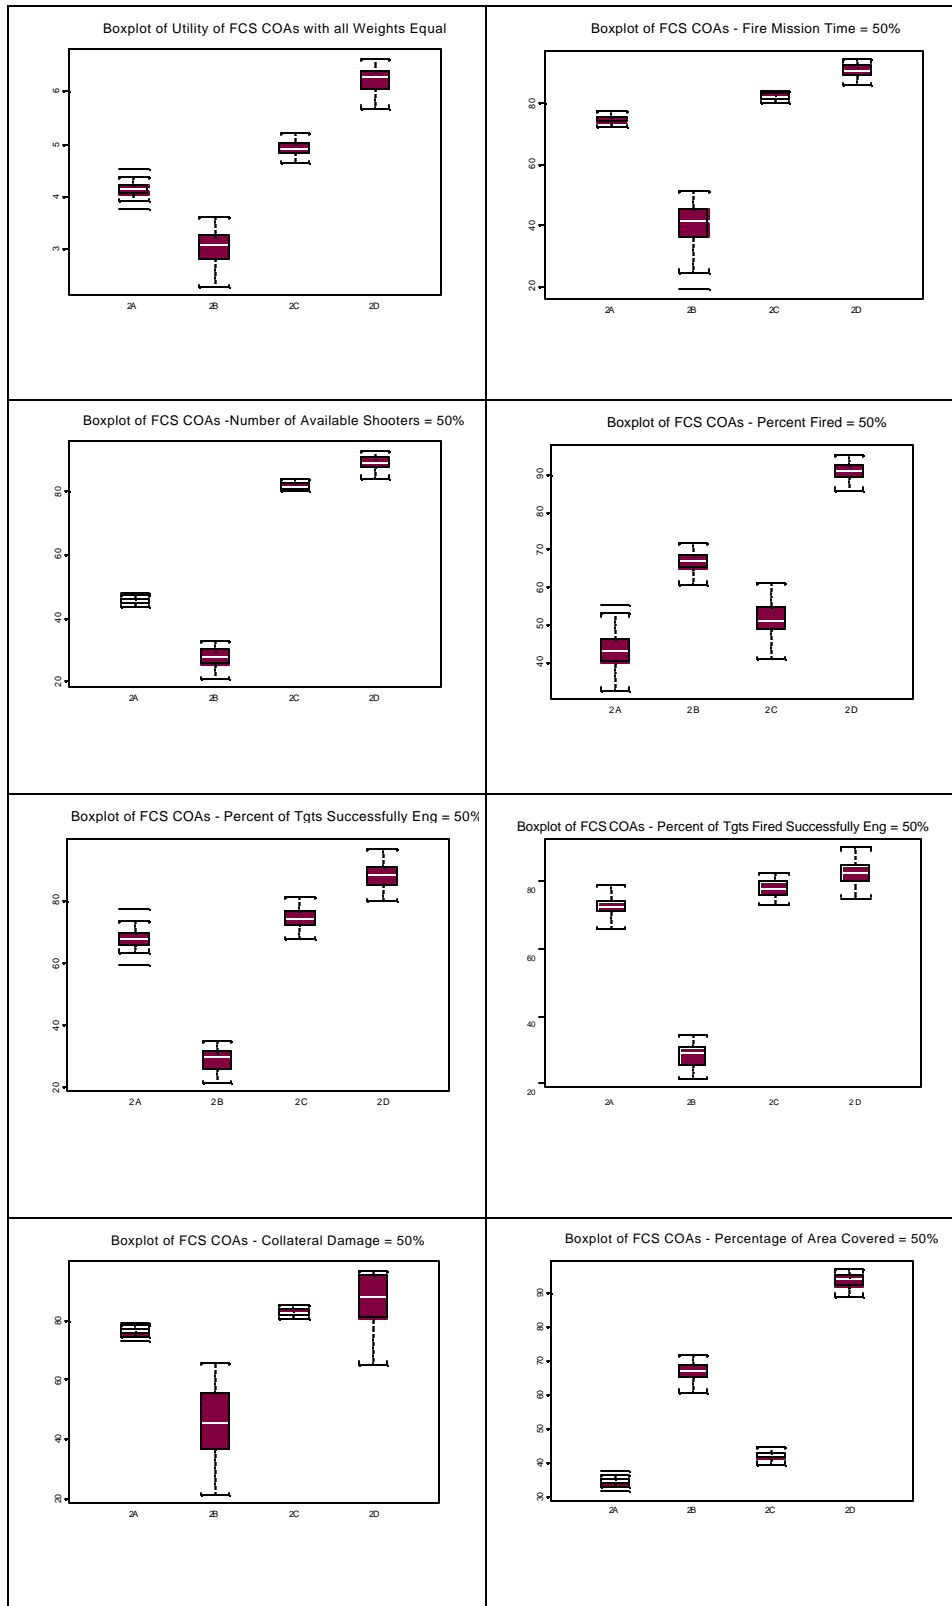 Boxplot of Utility of FCS COAs with all Weights Equal
6
5
4
3
2A 2B 2C 2D
Boxplot of FCS COAs - Fire Mission Time = 50%
80
60
40
20
2A 2B 2C 2D
Boxplot of FCS COAs -Number of Available Shooters = 50%
80
60
40
20
2A 2B 2C 2D
Boxplot of FCS COAs - Percent Fired = 50%
90
80
70
60
50
40
2A 2B 2C 2D
Boxplot of FCS COAs - Percent of Tgts Successfully Eng = 50%
80
60
40
20
2A 2B 2C 2D
Boxplot of FCS COAs - Percent of Tgts Fired Successfully Eng = 50%
80
60
40
20
2A 2B 2C 2D
Boxplot of FCS COAs - Collateral Damage = 50%
80
60
40
20
2A 2B 2C 2D
Boxplot of FCS COAs - Percentage of Area Covered = 50%
90
80
70
60
50
40
30
2A 2B 2C 2D